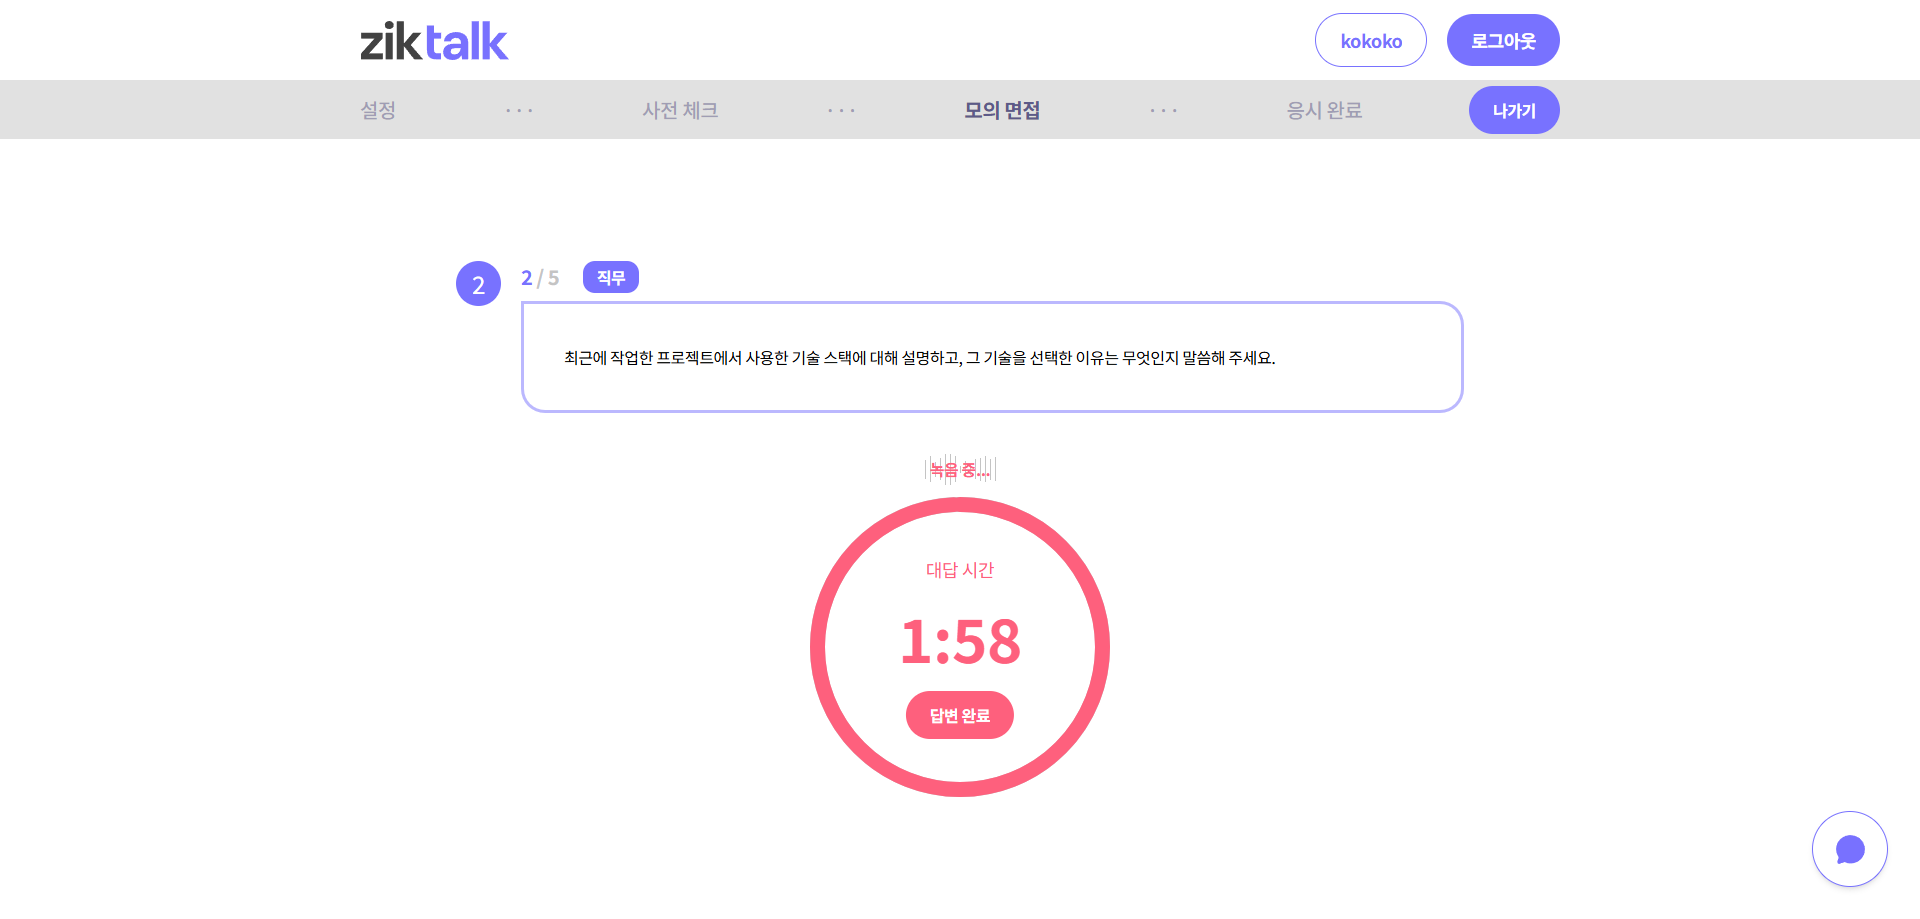 ziktalk
kokoko
로그아웃
설정 ··· 사전 체크 ··· 모의 면접 ··· 응시 완료 나가기
2
2 / 5 직무
최근에 작업한 프로젝트에서 사용한 기술 스택에 대해 설명하고, 그 기술을 선택한 이유는 무엇인지 말씀해 주세요.
녹음 중...
대답 시간
1:58
답변 완료